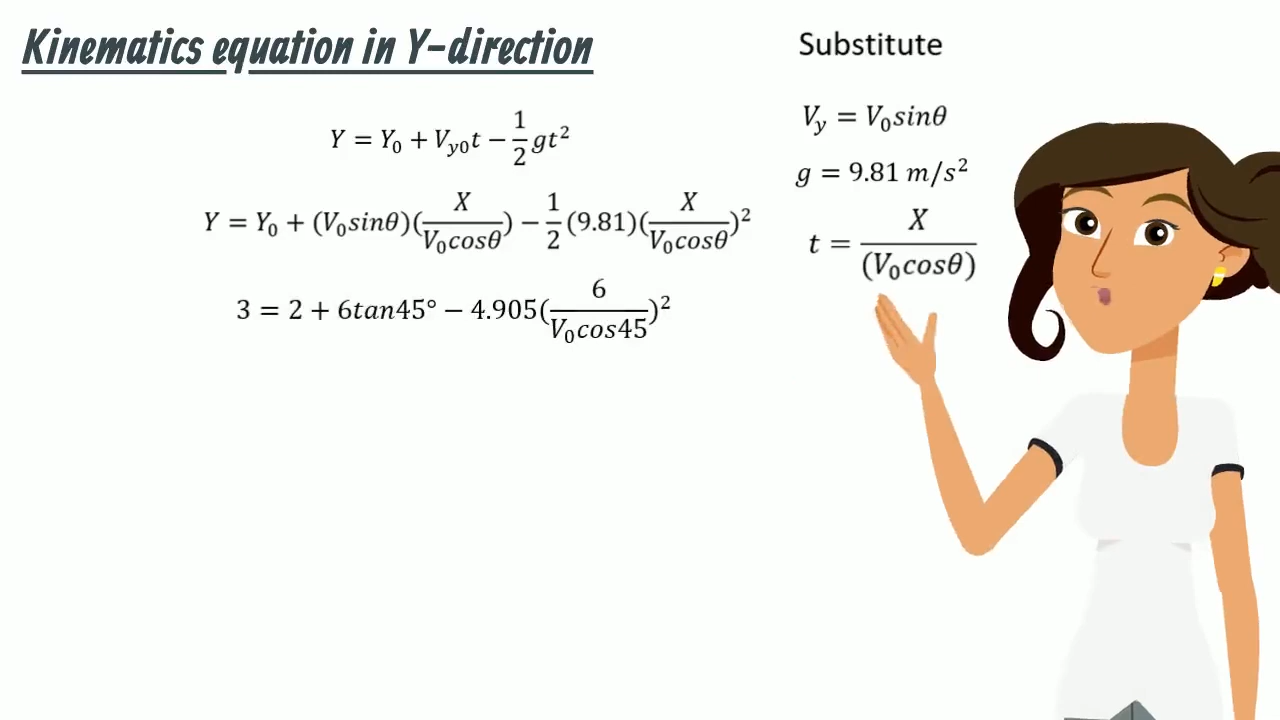 Kinematics equation in Y-direction
Y = Y₀ + V_y0 t − 1/2 gt²
Y = Y₀ + (V₀sinθ)(X/V₀cosθ) − 1/2 (9.81)(X/V₀cosθ)²
3 = 2 + 6tan45° − 4.905(6/V₀cos45)²
Substitute
V_y = V₀sinθ
g = 9.81 m/s²
t = X/(V₀cosθ)